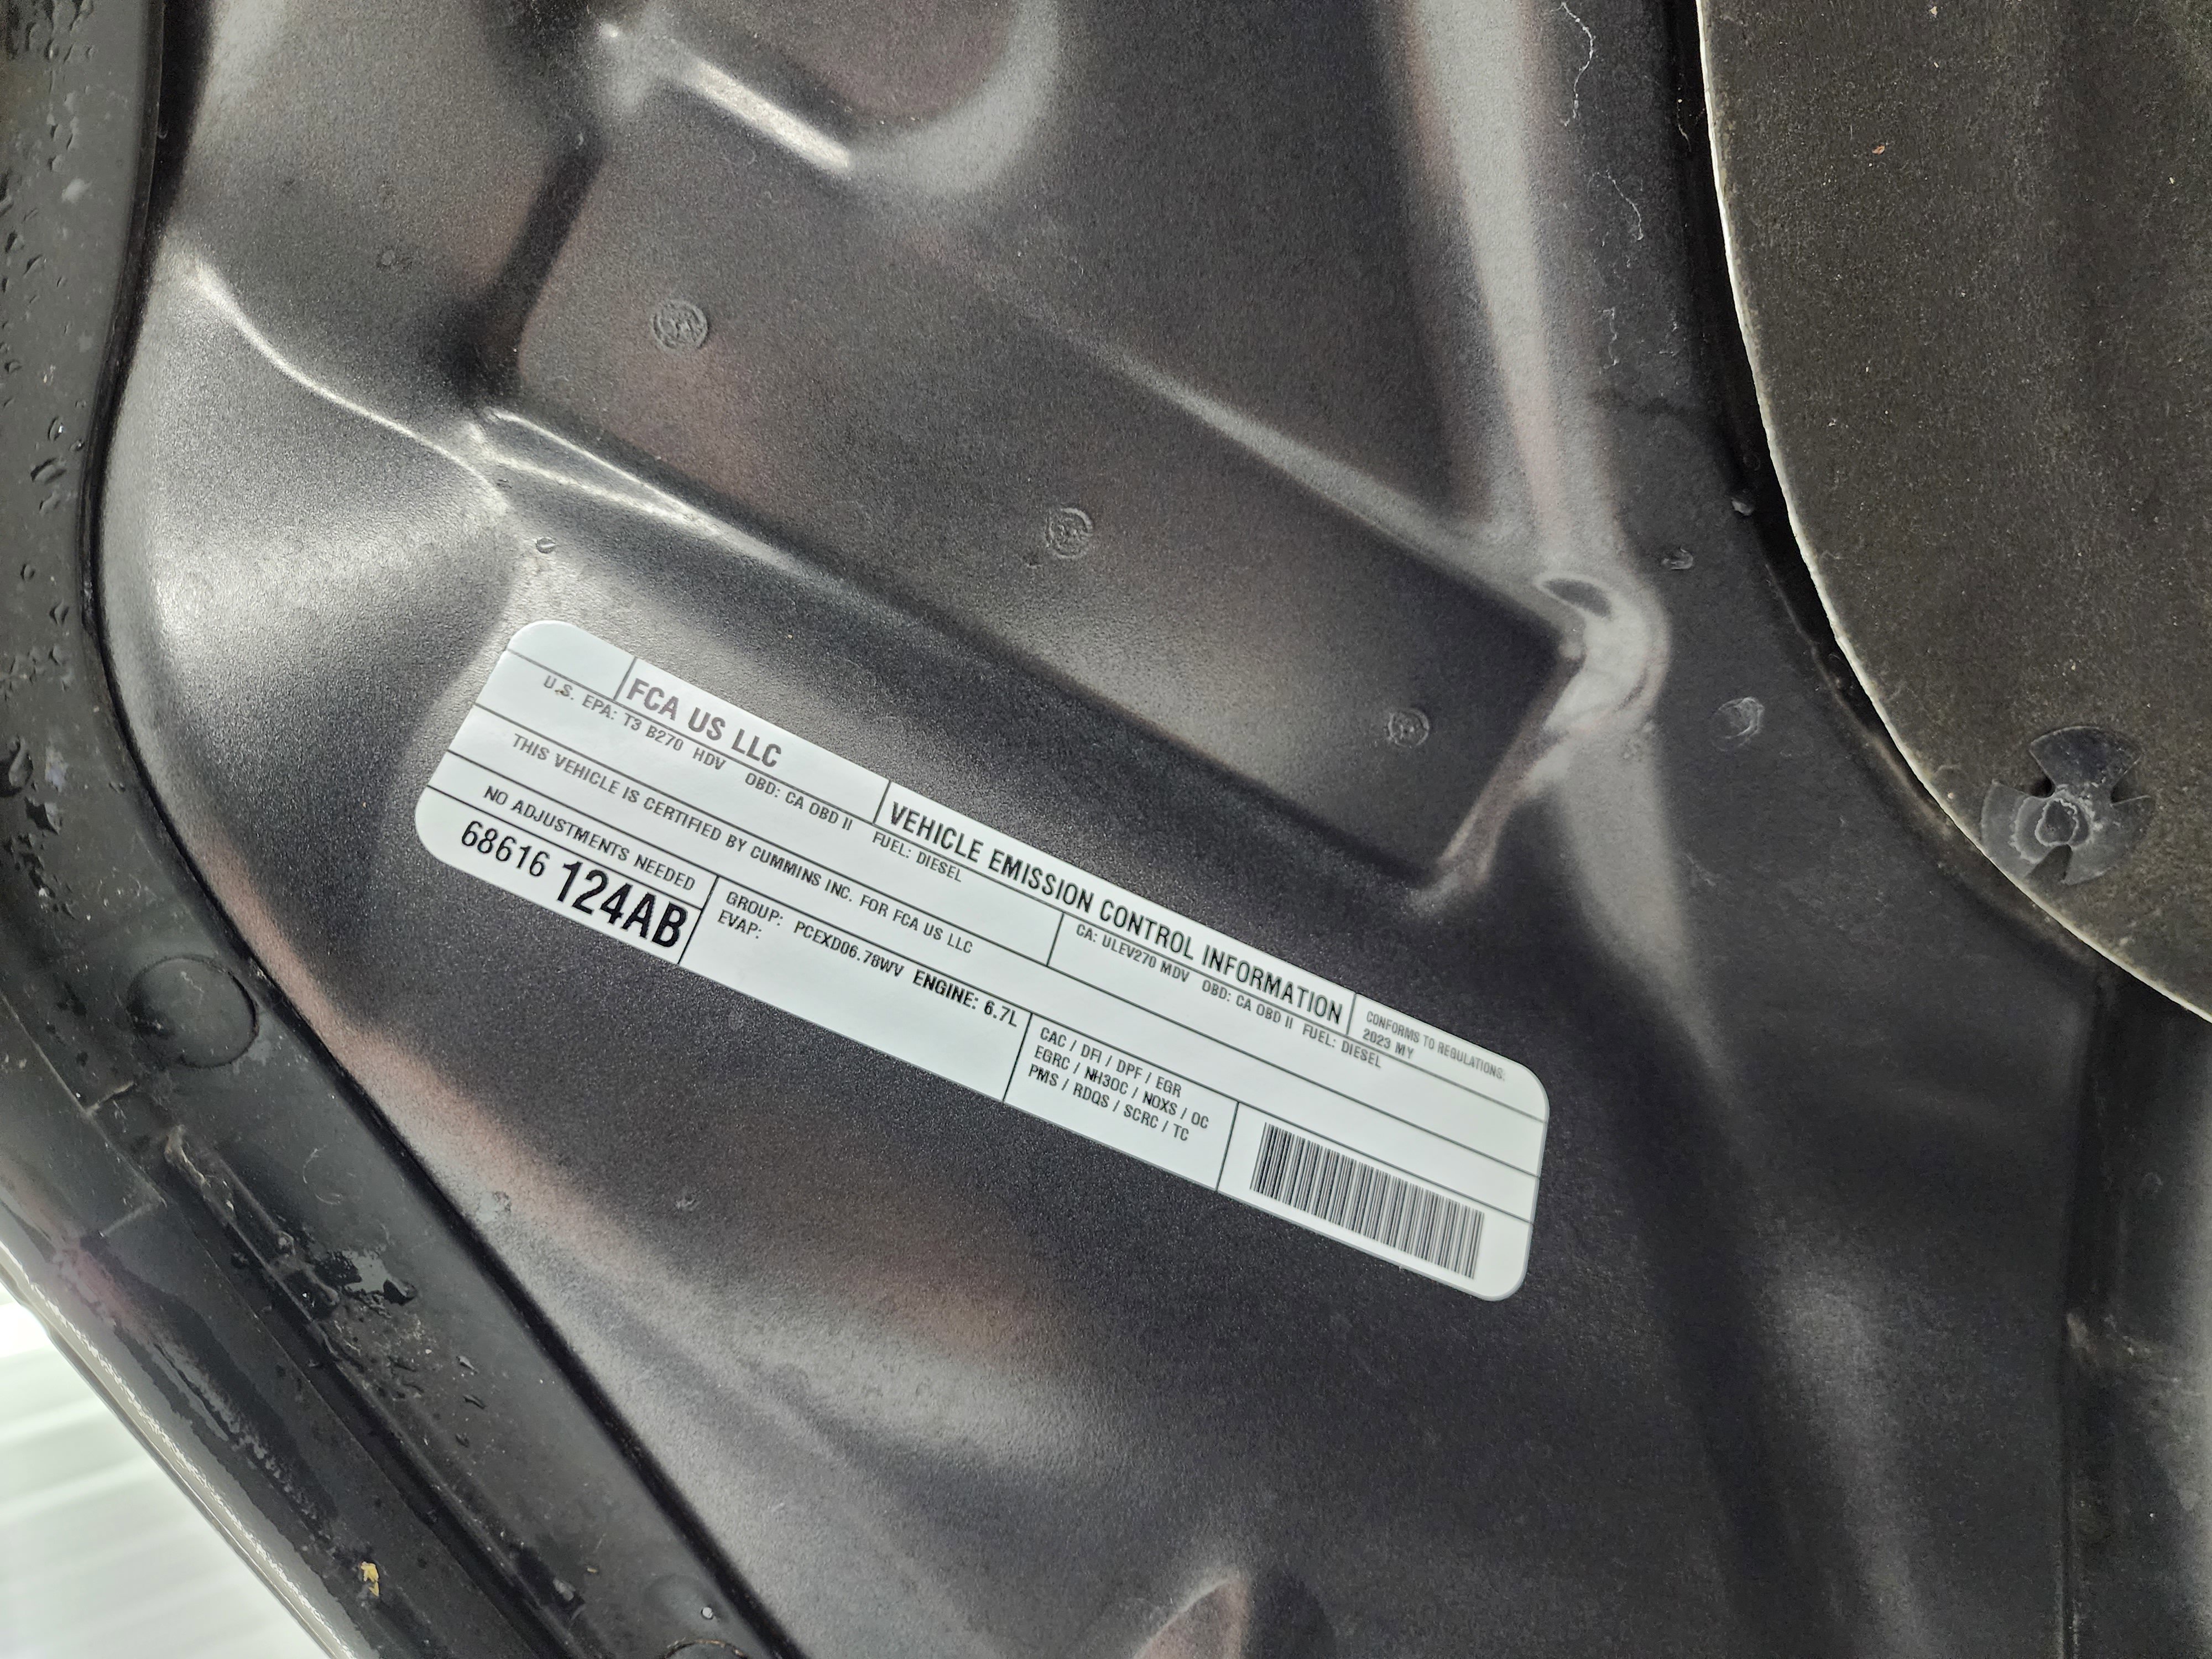 FCA US LLC
VEHICLE EMISSION CONTROL INFORMATION
CONFORMS TO REGULATIONS:
2023 MY
U.S. EPA: T3 B270 HDV OBD: CA OBD II FUEL: DIESEL
CA: ULEV270 MDV OBD: CA OBD II FUEL: DIESEL
THIS VEHICLE IS CERTIFIED BY CUMMINS INC. FOR FCA US LLC
NO ADJUSTMENTS NEEDED
68616 124AB
GROUP: PCEXD06.78WV ENGINE: 6.7L
EVAP:
CAC / DFI / DPF / EGR
EGRC / NH3OC / NOXS / OC
PMS / RDQS / SCRC / TC